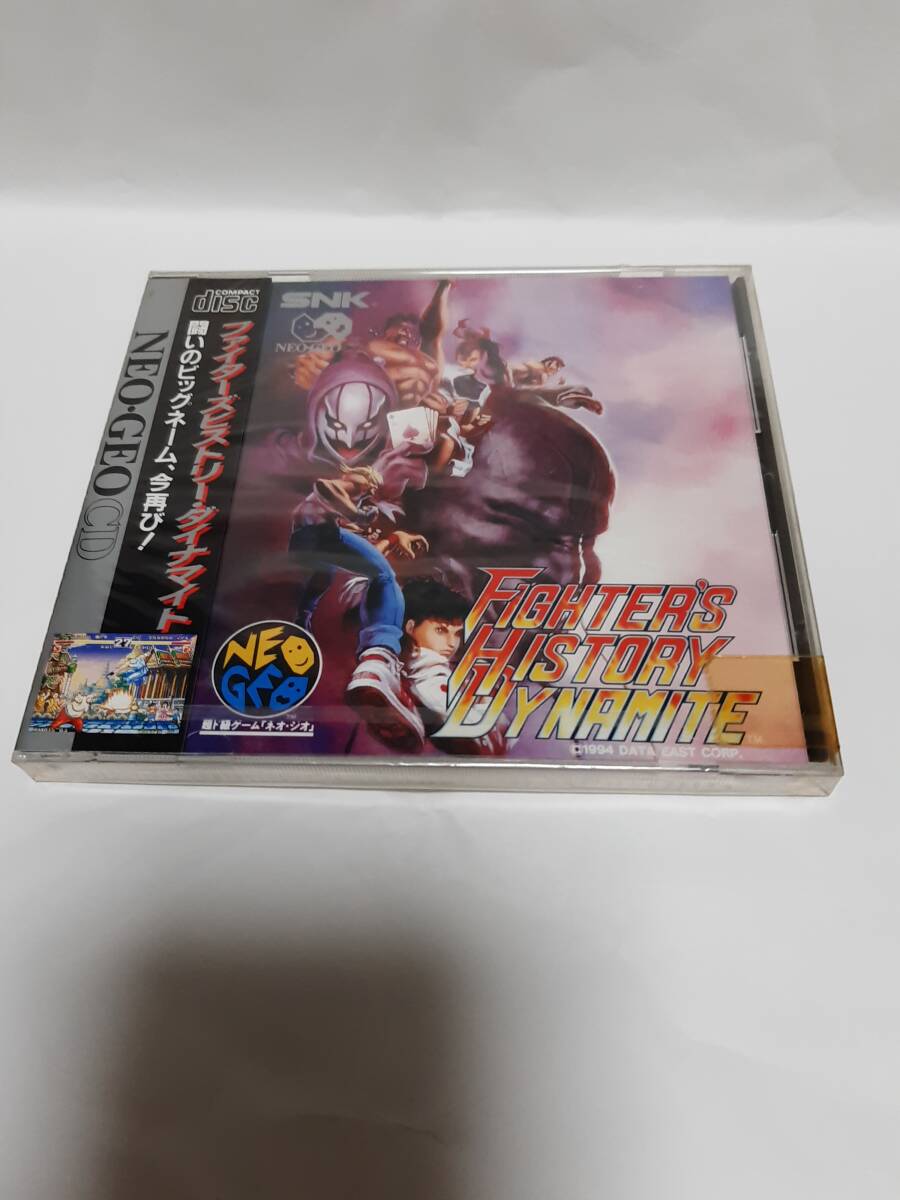 COMPACT
disc
NEO・GEO CD
ファイターズヒストリー・ダイナマイト
闘いのビッグネーム、今再び!
27
SNK
NEO・GEO
NEO
GEO
超ド級ゲーム「ネオ・ジオ」
FIGHTER'S
HISTORY
DYNAMITE™
©1994 DATA EAST CORP.